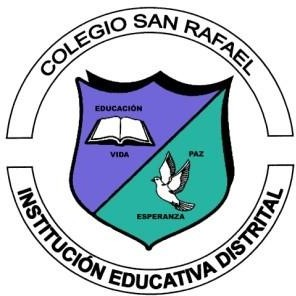 COLEGIO SAN RAFAEL
EDUCACIÓN
VIDA
PAZ
ESPERANZA
INSTITUCIÓN EDUCATIVA DISTRITAL